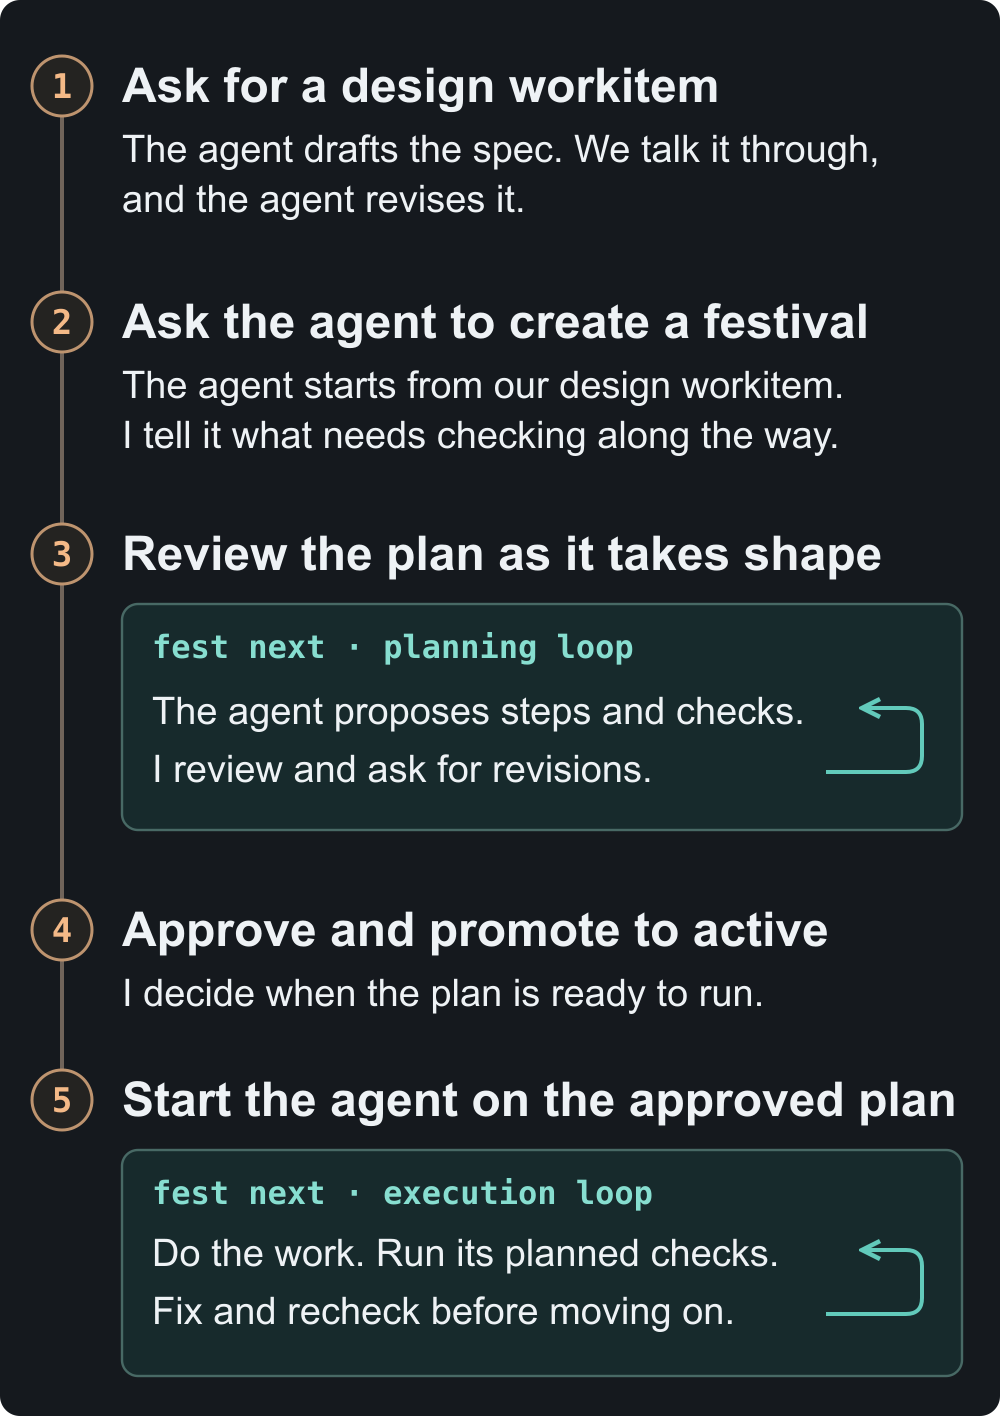 1
Ask for a design workitem
The agent drafts the spec. We talk it through,
and the agent revises it.
2
Ask the agent to create a festival
The agent starts from our design workitem.
I tell it what needs checking along the way.
3
Review the plan as it takes shape
fest next · planning loop
The agent proposes steps and checks.
I review and ask for revisions.
4
Approve and promote to active
I decide when the plan is ready to run.
5
Start the agent on the approved plan
fest next · execution loop
Do the work. Run its planned checks.
Fix and recheck before moving on.